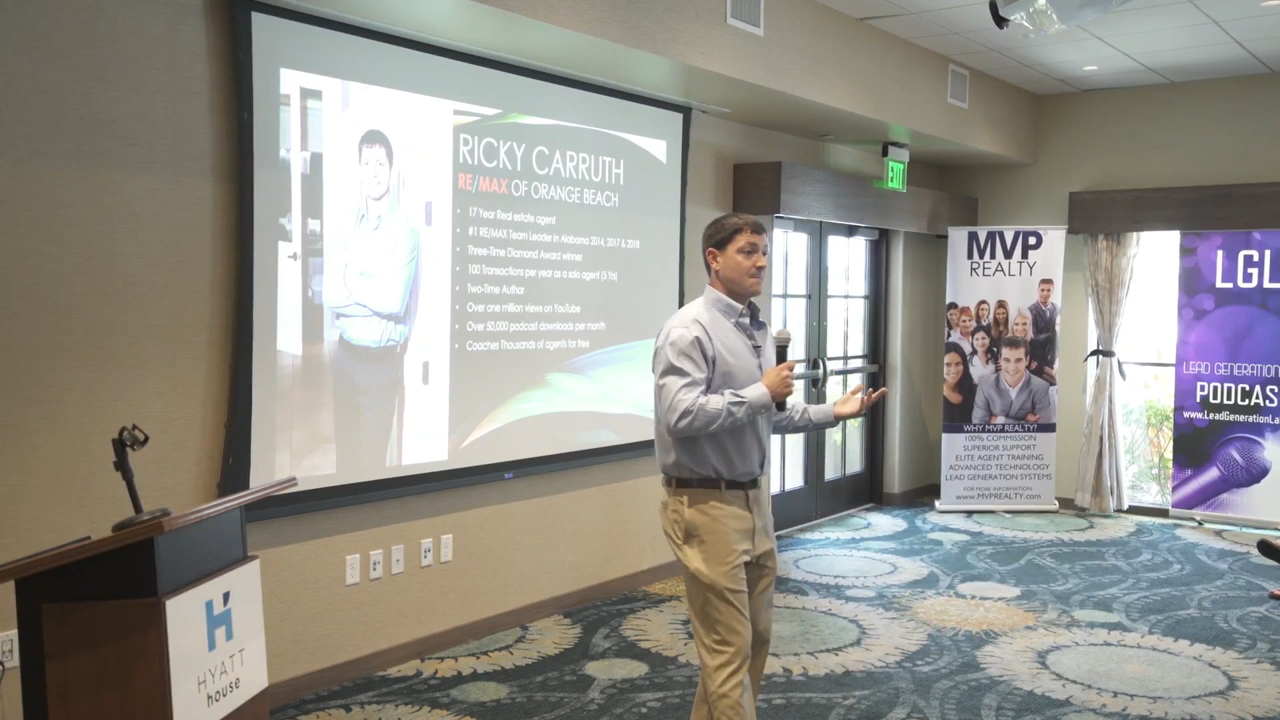 RICKY CARRUTH
RE/MAX OF ORANGE BEACH
• 17 Year Real estate agent
• #1 RE/MAX Team Leader in Alabama 2014, 2017 & 2018
• Three-Time Diamond Award winner
• 100 Transactions per year as a solo agent (5 Yrs)
• Two-Time Author
• Over one million views on YouTube
• Over 50,000 podcast downloads per month
• Coaches Thousands of agents for free
EXIT
MVP
REALTY
WHY MVP REALTY?
100% COMMISSION
SUPERIOR SUPPORT
ELITE AGENT TRAINING
ADVANCED TECHNOLOGY
LEAD GENERATION SYSTEMS
FOR MORE INFORMATION:
www.MVPREALTY.com
LGL
LEAD GENERATION
PODCAS
www.LeadGenerationLa
HYATT
house